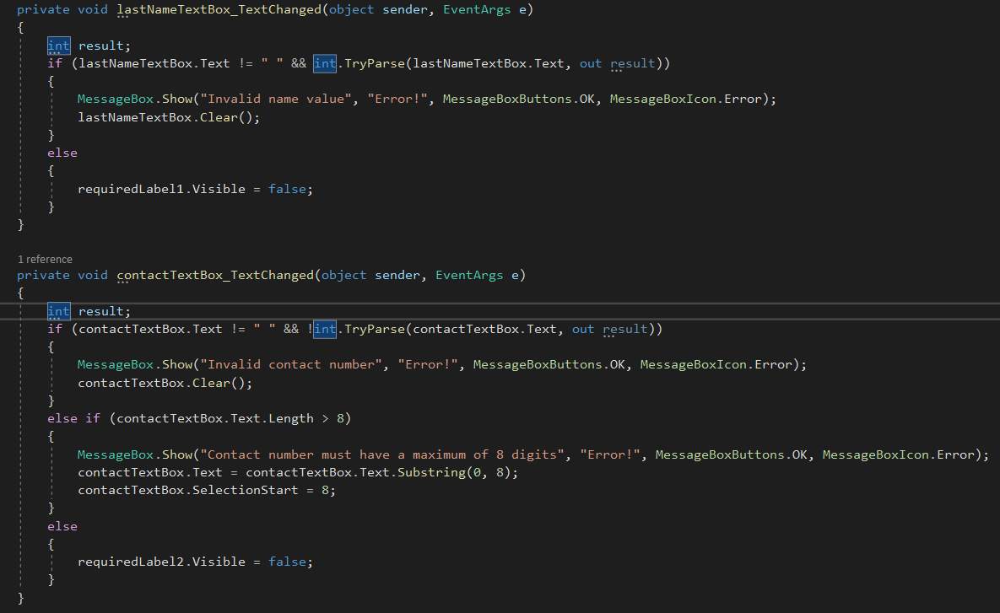 private void lastNameTextBox_TextChanged(object sender, EventArgs e)
{
    int result;
    if (lastNameTextBox.Text != " " && int.TryParse(lastNameTextBox.Text, out result))
    {
        MessageBox.Show("Invalid name value", "Error!", MessageBoxButtons.OK, MessageBoxIcon.Error);
        lastNameTextBox.Clear();
    }
    else
    {
        requiredLabel1.Visible = false;
    }
}
1 reference
private void contactTextBox_TextChanged(object sender, EventArgs e)
{
    int result;
    if (contactTextBox.Text != " " && !int.TryParse(contactTextBox.Text, out result))
    {
        MessageBox.Show("Invalid contact number", "Error!", MessageBoxButtons.OK, MessageBoxIcon.Error);
        contactTextBox.Clear();
    }
    else if (contactTextBox.Text.Length > 8)
    {
        MessageBox.Show("Contact number must have a maximum of 8 digits", "Error!", MessageBoxButtons.OK, MessageBoxIcon.Error);
        contactTextBox.Text = contactTextBox.Text.Substring(0, 8);
        contactTextBox.SelectionStart = 8;
    }
    else
    {
        requiredLabel2.Visible = false;
    }
}